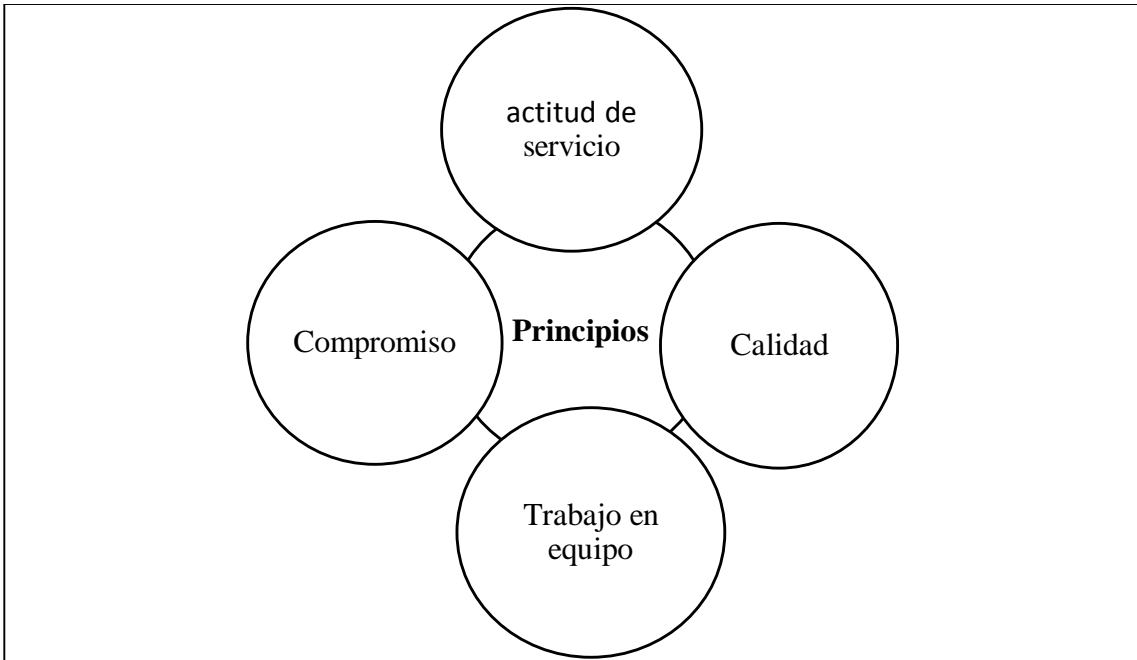 actitud de
servicio
Compromiso
Principios
Calidad
Trabajo en
equipo